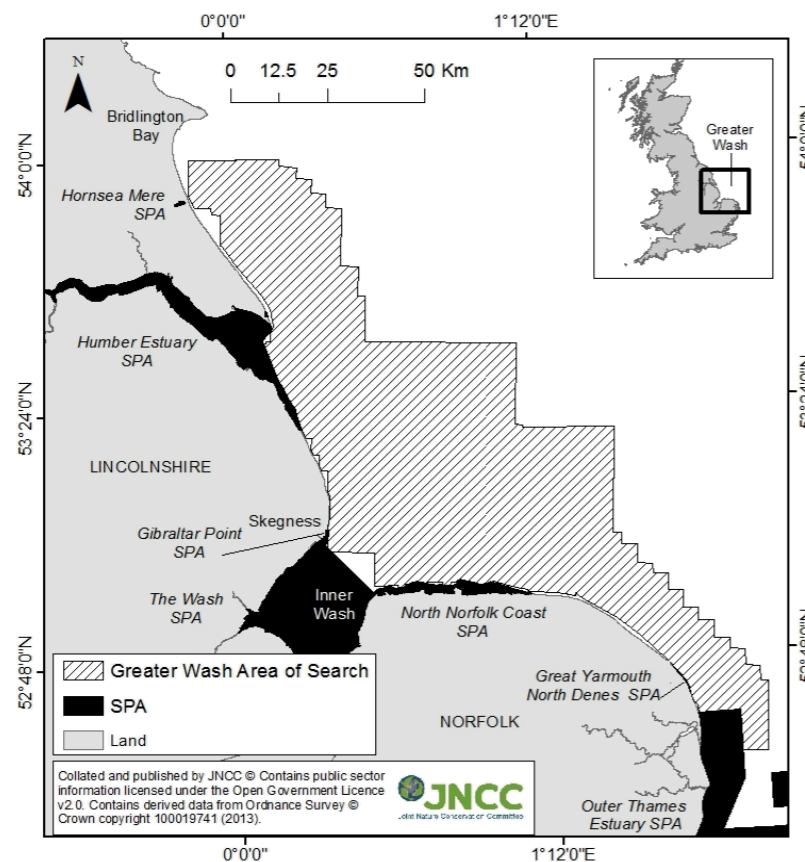 0°0'0"
1°12'0"
N
0 12.5 25 50 Km
Bridlington
Bay
Greater
Wash
54°0'0"N
Hornsea Mere
SPA
Humber Estuary
SPA
53°24'0"N
LINCOLNSHIRE
Skegness
Gibraltar Point
SPA
The Wash
SPA
Inner
Wash
North Norfolk Coast
SPA
52°48'0"N
Great Yarmouth
North Denes SPA
NORFOLK
Outer Thames
Estuary SPA
Greater Wash Area of Search
SPA
Land
Collated and published by JNCC © Contains public sector
information licensed under the Open Government Licence
v2.0. Contains derived data from Ordnance Survey ©
Crown copyright 100019741 (2013).
JNCC
Joint Nature Conservation Committee
0°0'0"
1°12'0"E